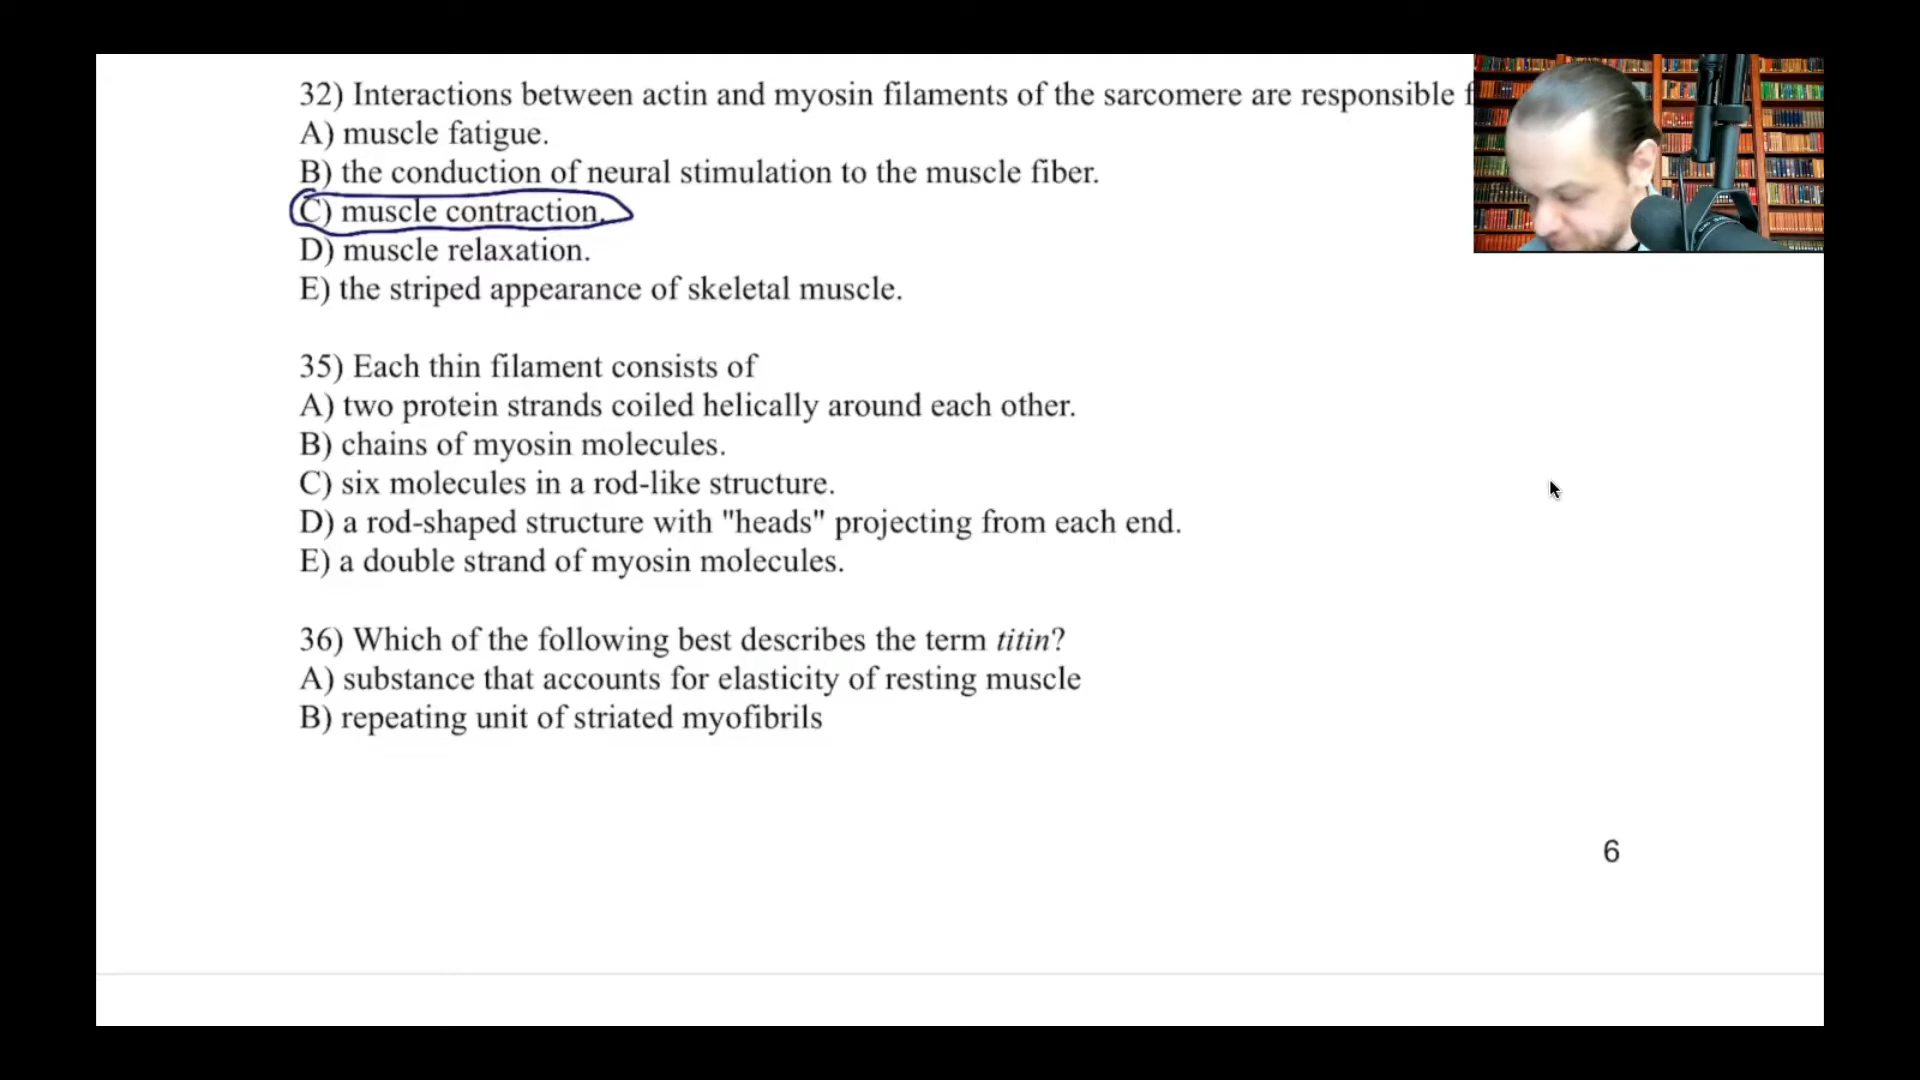 32) Interactions between actin and myosin filaments of the sarcomere are responsible
A) muscle fatigue.
B) the conduction of neural stimulation to the muscle fiber.
C) muscle contraction.
D) muscle relaxation.
E) the striped appearance of skeletal muscle.
35) Each thin filament consists of
A) two protein strands coiled helically around each other.
B) chains of myosin molecules.
C) six molecules in a rod-like structure.
D) a rod-shaped structure with "heads" projecting from each end.
E) a double strand of myosin molecules.
36) Which of the following best describes the term titin?
A) substance that accounts for elasticity of resting muscle
B) repeating unit of striated myofibrils
6